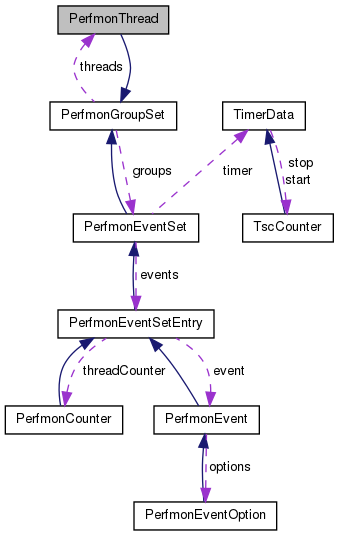 PerfmonThread
threads
PerfmonGroupSet
TimerData
groups
timer
stop
start
PerfmonEventSet
TscCounter
events
PerfmonEventSetEntry
threadCounter
event
PerfmonCounter
PerfmonEvent
options
PerfmonEventOption